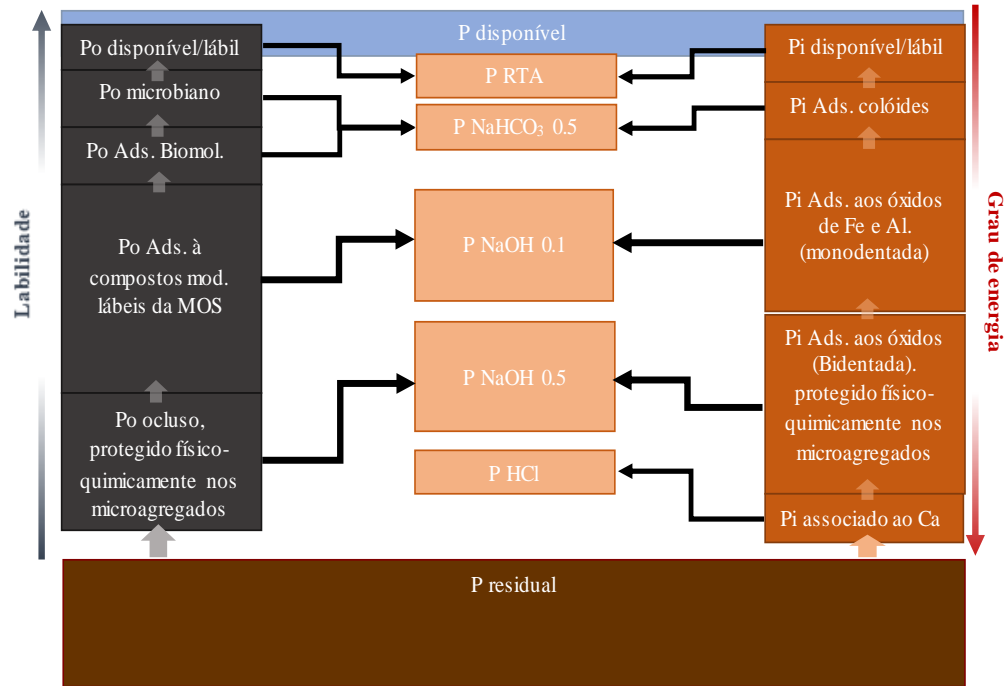 P disponível
Po disponível/lábil
Po microbiano
Po Ads. Biomol.
Po Ads. à
compostos mod.
lábeis da MOS
Po ocluso,
protegido físico-
quimicamente nos
microagregados
Labilidade
P RTA
P NaHCO₃ 0.5
P NaOH 0.1
P NaOH 0.5
P HCl
Pi disponível/lábil
Pi Ads. colóides
Pi Ads. aos óxidos
de Fe e Al.
(monodentada)
Pi Ads. aos óxidos
(Bidentada).
protegido físico-
quimicamente nos
microagregados
Pi associado ao Ca
Grau de energia
P residual